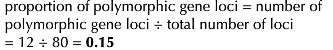 proportion of polymorphic gene loci = number of
polymorphic gene loci ÷ total number of loci
= 12 ÷ 80 = 0.15